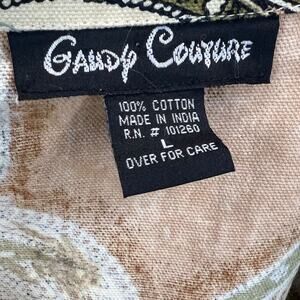 Gaudy Couture
100% COTTON
MADE IN INDIA
R.N. # 101260
L
OVER FOR CARE